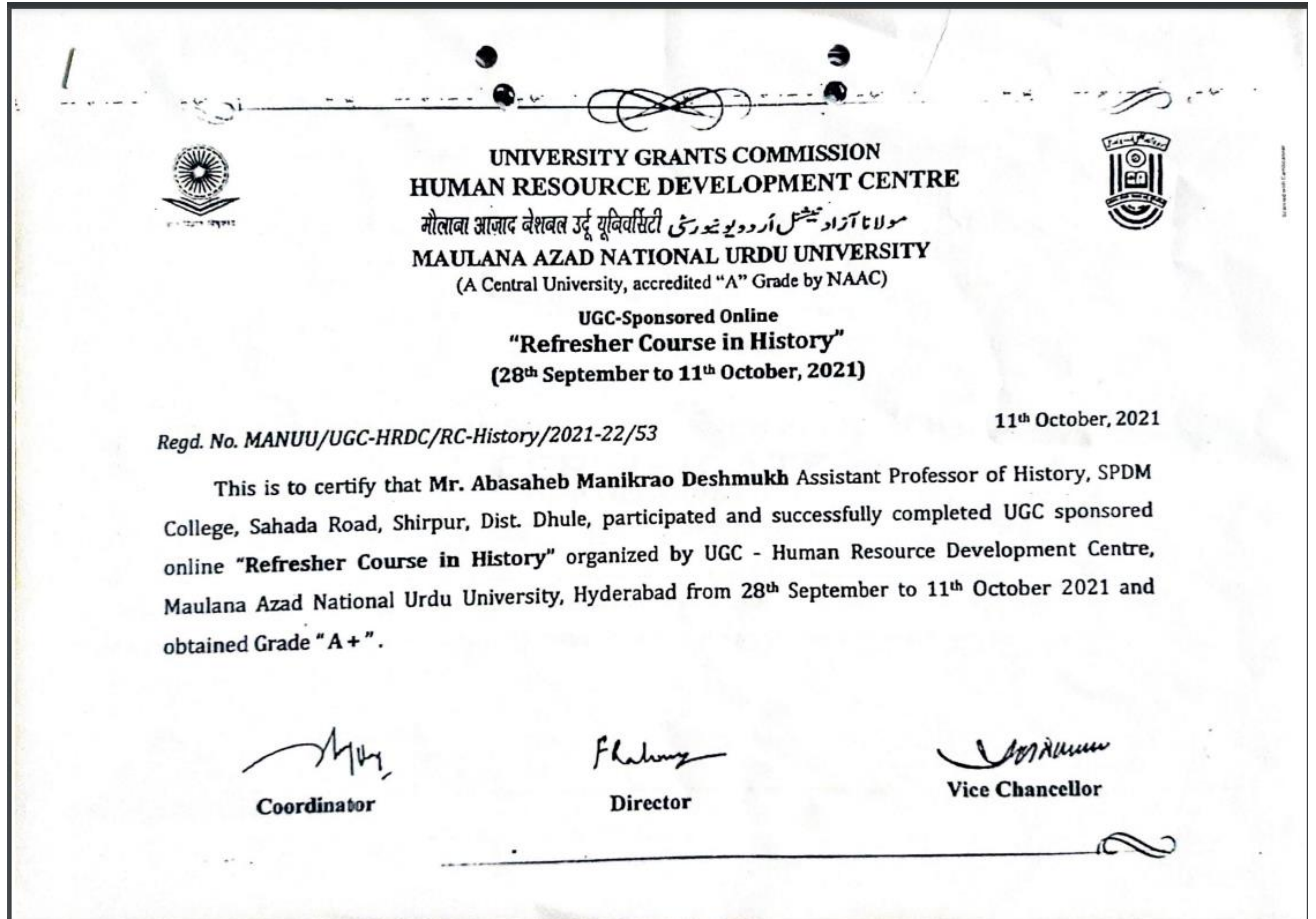 UNIVERSITY GRANTS COMMISSION
HUMAN RESOURCE DEVELOPMENT CENTRE
मौलाना आज़ाद नेशनल उर्दू यूनिवर्सिटी مولانا آزاد نیشنل اُردو یونیورسٹی
MAULANA AZAD NATIONAL URDU UNIVERSITY
(A Central University, accredited “A” Grade by NAAC)
UGC-Sponsored Online
“Refresher Course in History”
(28th September to 11th October, 2021)
11th October, 2021
Regd. No. MANUU/UGC-HRDC/RC-History/2021-22/53
This is to certify that Mr. Abasaheb Manikrao Deshmukh Assistant Professor of History, SPDM
College, Sahada Road, Shirpur, Dist. Dhule, participated and successfully completed UGC sponsored
online “Refresher Course in History” organized by UGC - Human Resource Development Centre,
Maulana Azad National Urdu University, Hyderabad from 28th September to 11th October 2021 and
obtained Grade “A + ”.
Coordinator
Director
Vice Chancellor